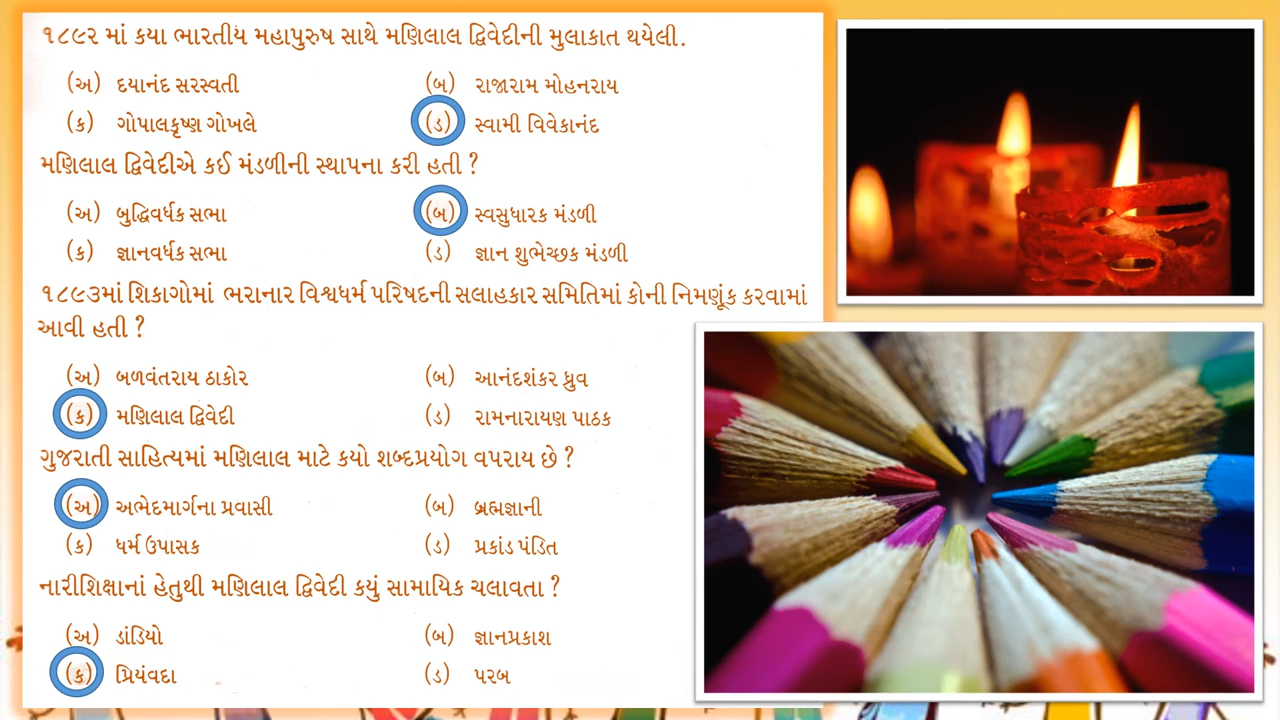 ૧૮૯૨ માં કયા ભારતીય મહાપુરુષ સાથે મણિલાલ દ્વિવેદીની મુલાકાત થયેલી.
(અ) દયાનંદ સરસ્વતી (બ) રાજારામ મોહનરાય
(ક) ગોપાલકૃષ્ણ ગોખલે (ડ) સ્વામી વિવેકાનંદ
મણિલાલ દ્વિવેદીએ કઈ મંડળીની સ્થાપના કરી હતી ?
(અ) બુદ્ધિવર્ધક સભા (બ) સ્વસુધારક મંડળી
(ક) જ્ઞાનવર્ધક સભા (ડ) જ્ઞાન શુભેચ્છક મંડળી
૧૮૯૩માં શિકાગોમાં ભરાનાર વિશ્વધર્મ પરિષદની સલાહકાર સમિતિમાં કોની નિમણૂંક કરવામાં
આવી હતી ?
(અ) બળવંતરાય ઠાકોર (બ) આનંદશંકર ધ્રુવ
(ક) મણિલાલ દ્વિવેદી (ડ) રામનારાયણ પાઠક
ગુજરાતી સાહિત્યમાં મણિલાલ માટે કયો શબ્દપ્રયોગ વપરાય છે ?
(અ) અભેદમાર્ગના પ્રવાસી (બ) બ્રહ્મજ્ઞાની
(ક) ધર્મ ઉપાસક (ડ) પ્રકાંડ પંડિત
નારીશિક્ષાનાં હેતુથી મણિલાલ દ્વિવેદી કયું સામાયિક ચલાવતા ?
(અ) ડાંડિયો (બ) જ્ઞાનપ્રકાશ
(ક) પ્રિયંવદા (ડ) પરબ